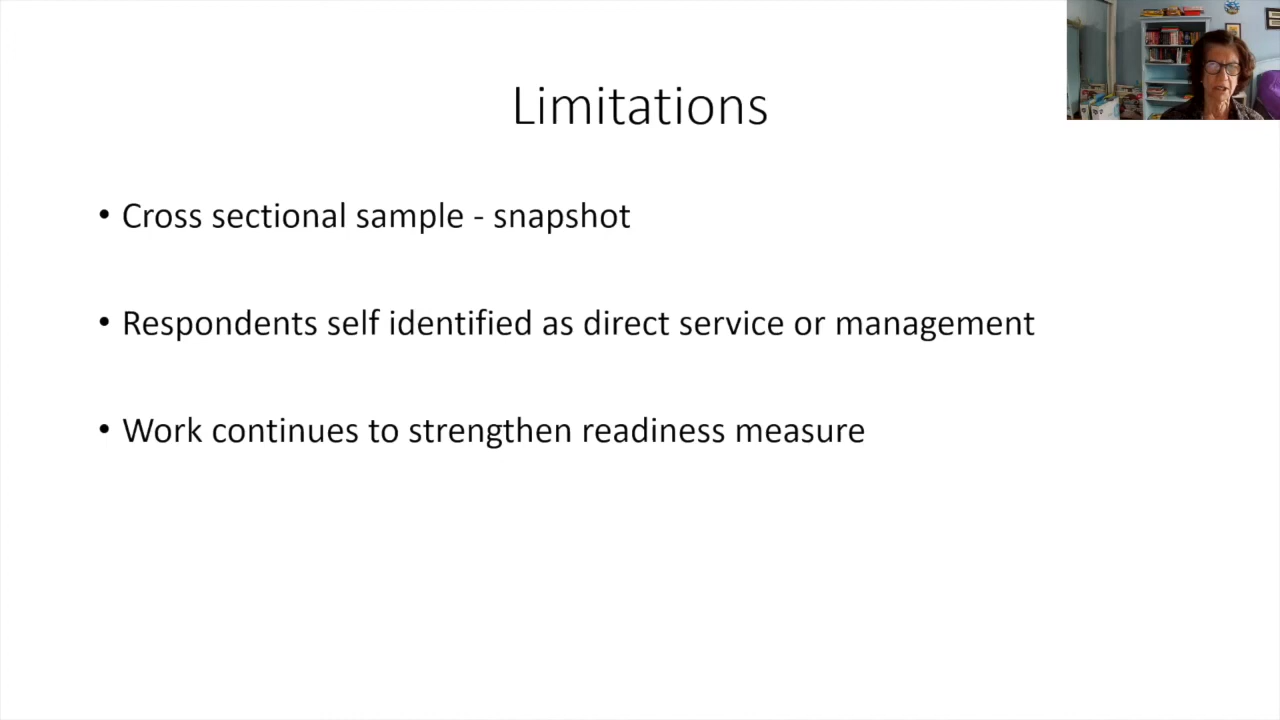 Limitations
• Cross sectional sample - snapshot
• Respondents self identified as direct service or management
• Work continues to strengthen readiness measure